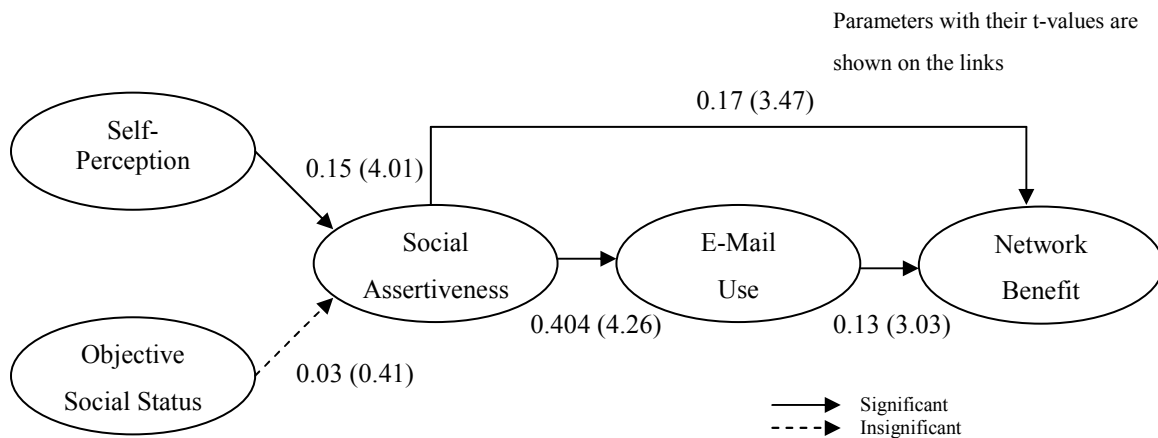 Parameters with their t-values are
shown on the links
0.17 (3.47)
Self-
Perception
0.15 (4.01)
Social
Assertiveness
E-Mail
Use
Network
Benefit
0.404 (4.26)
0.13 (3.03)
Objective
Social Status
0.03 (0.41)
Significant
Insignificant